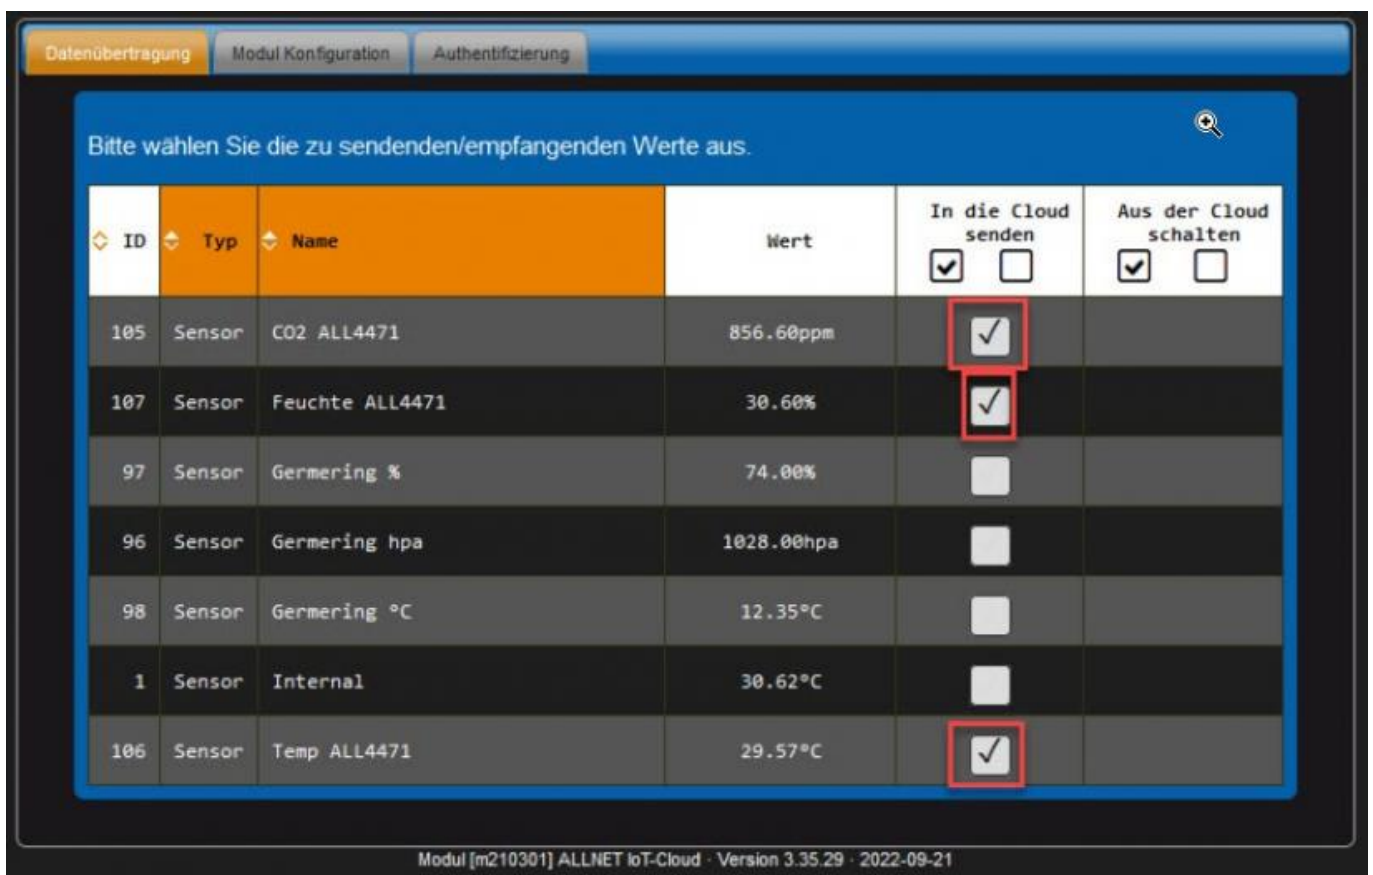 Datenübertragung Modul Konfiguration Authentifizierung
Bitte wählen Sie die zu sendenden/empfangenden Werte aus.
ID Typ Name Wert In die Cloud senden Aus der Cloud schalten
105 Sensor CO2 ALL4471 856.60ppm
107 Sensor Feuchte ALL4471 30.60%
97 Sensor Germering % 74.00%
96 Sensor Germering hpa 1028.00hpa
98 Sensor Germering °C 12.35°C
1 Sensor Internal 30.62°C
106 Sensor Temp ALL4471 29.57°C
Modul [m210301] ALLNET IoT-Cloud · Version 3.35.29 · 2022-09-21